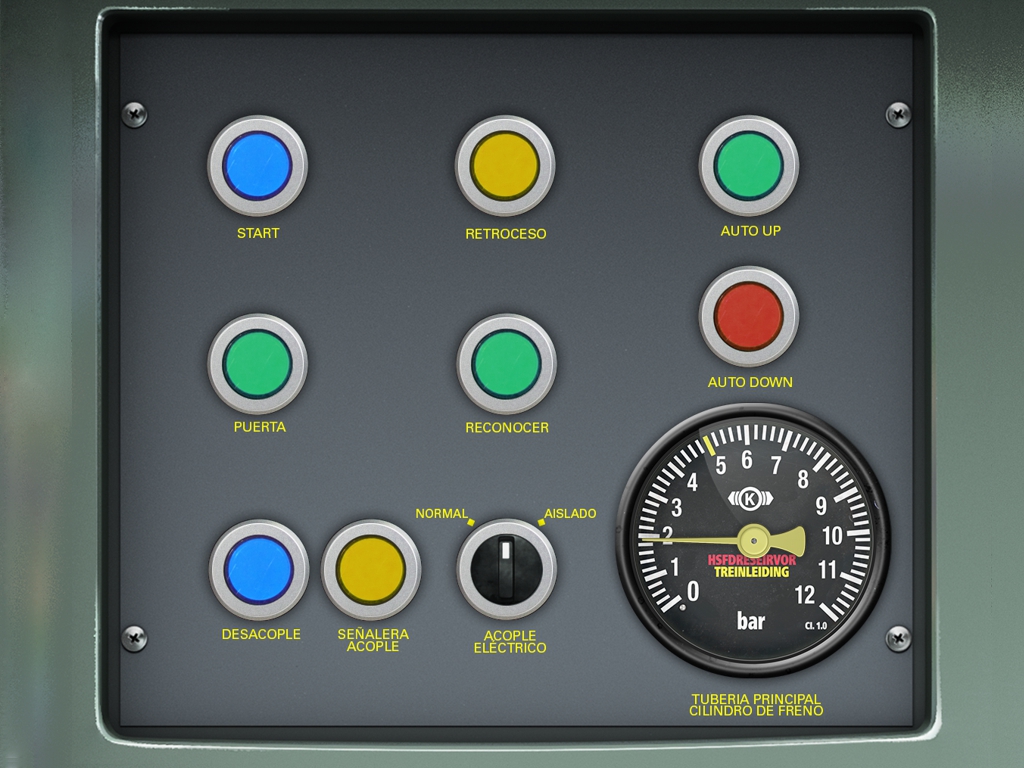 START
RETROCESO
AUTO UP
AUTO DOWN
PUERTA
RECONOCER
NORMAL
AISLADO
DESACOPLE
SEÑALERA
ACOPLE
ACOPLE
ELÉCTRICO
0 1 2 3 4 5 6 7 8 9 10 11 12
K
HSFDRESEIRVOR
TREINLEIDING
bar
Cl. 1.0
TUBERIA PRINCIPAL
CILINDRO DE FRENO